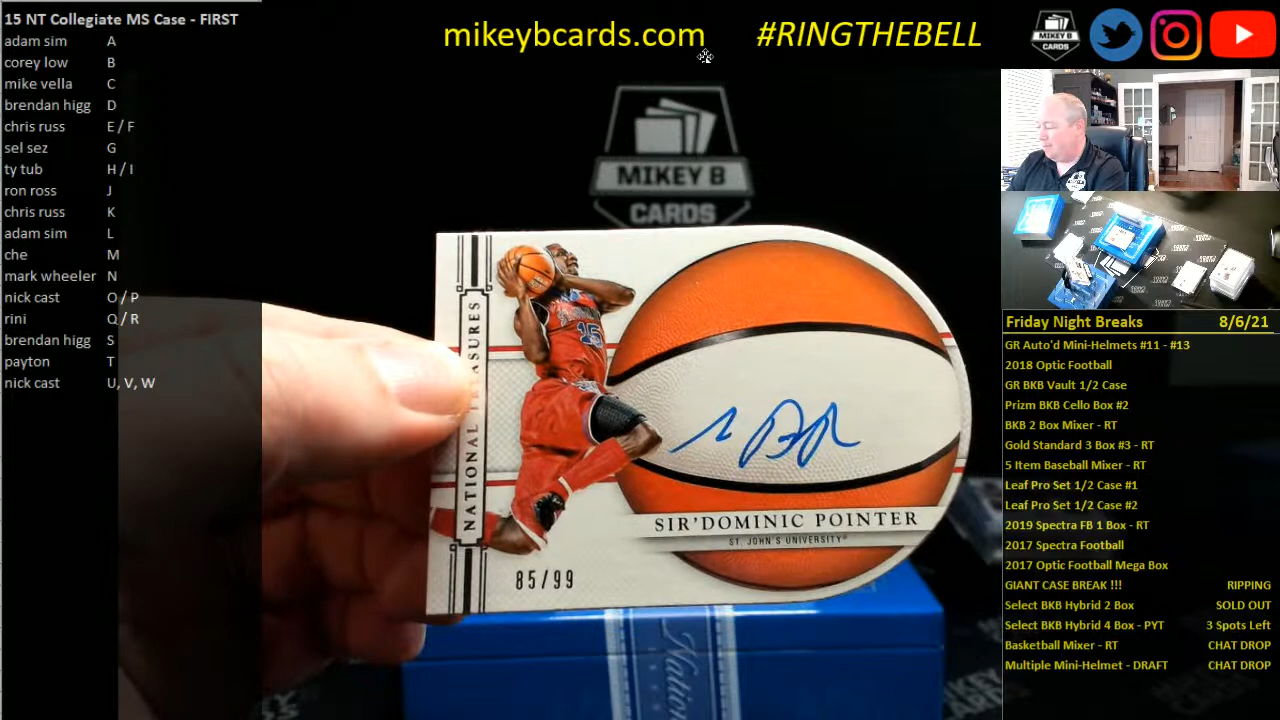 15 NT Collegiate MS Case - FIRST
adam sim A
corey low B
mike vella C
brendan higg D
chris russ E / F
sel sez G
ty tub H / I
ron ross J
chris russ K
adam sim L
che M
mark wheeler N
nick cast O / P
rini Q / R
brendan higg S
payton T
nick cast U, V, W
mikeybcards.com #RINGTHEBELL
MIKEY B
CARDS
MIKEY B
CARDS
NATIONAL TREASURES
15
SIR'DOMINIC POINTER
ST. JOHN'S UNIVERSITY®
85/99
Friday Night Breaks 8/6/21
GR Auto'd Mini-Helmets #11 - #13
2018 Optic Football
GR BKB Vault 1/2 Case
Prizm BKB Cello Box #2
BKB 2 Box Mixer - RT
Gold Standard 3 Box #3 - RT
5 Item Baseball Mixer - RT
Leaf Pro Set 1/2 Case #1
Leaf Pro Set 1/2 Case #2
2019 Spectra FB 1 Box - RT
2017 Spectra Football
2017 Optic Football Mega Box
GIANT CASE BREAK !!! RIPPING
Select BKB Hybrid 2 Box SOLD OUT
Select BKB Hybrid 4 Box - PYT 3 Spots Left
Basketball Mixer - RT CHAT DROP
Multiple Mini-Helmet - DRAFT CHAT DROP